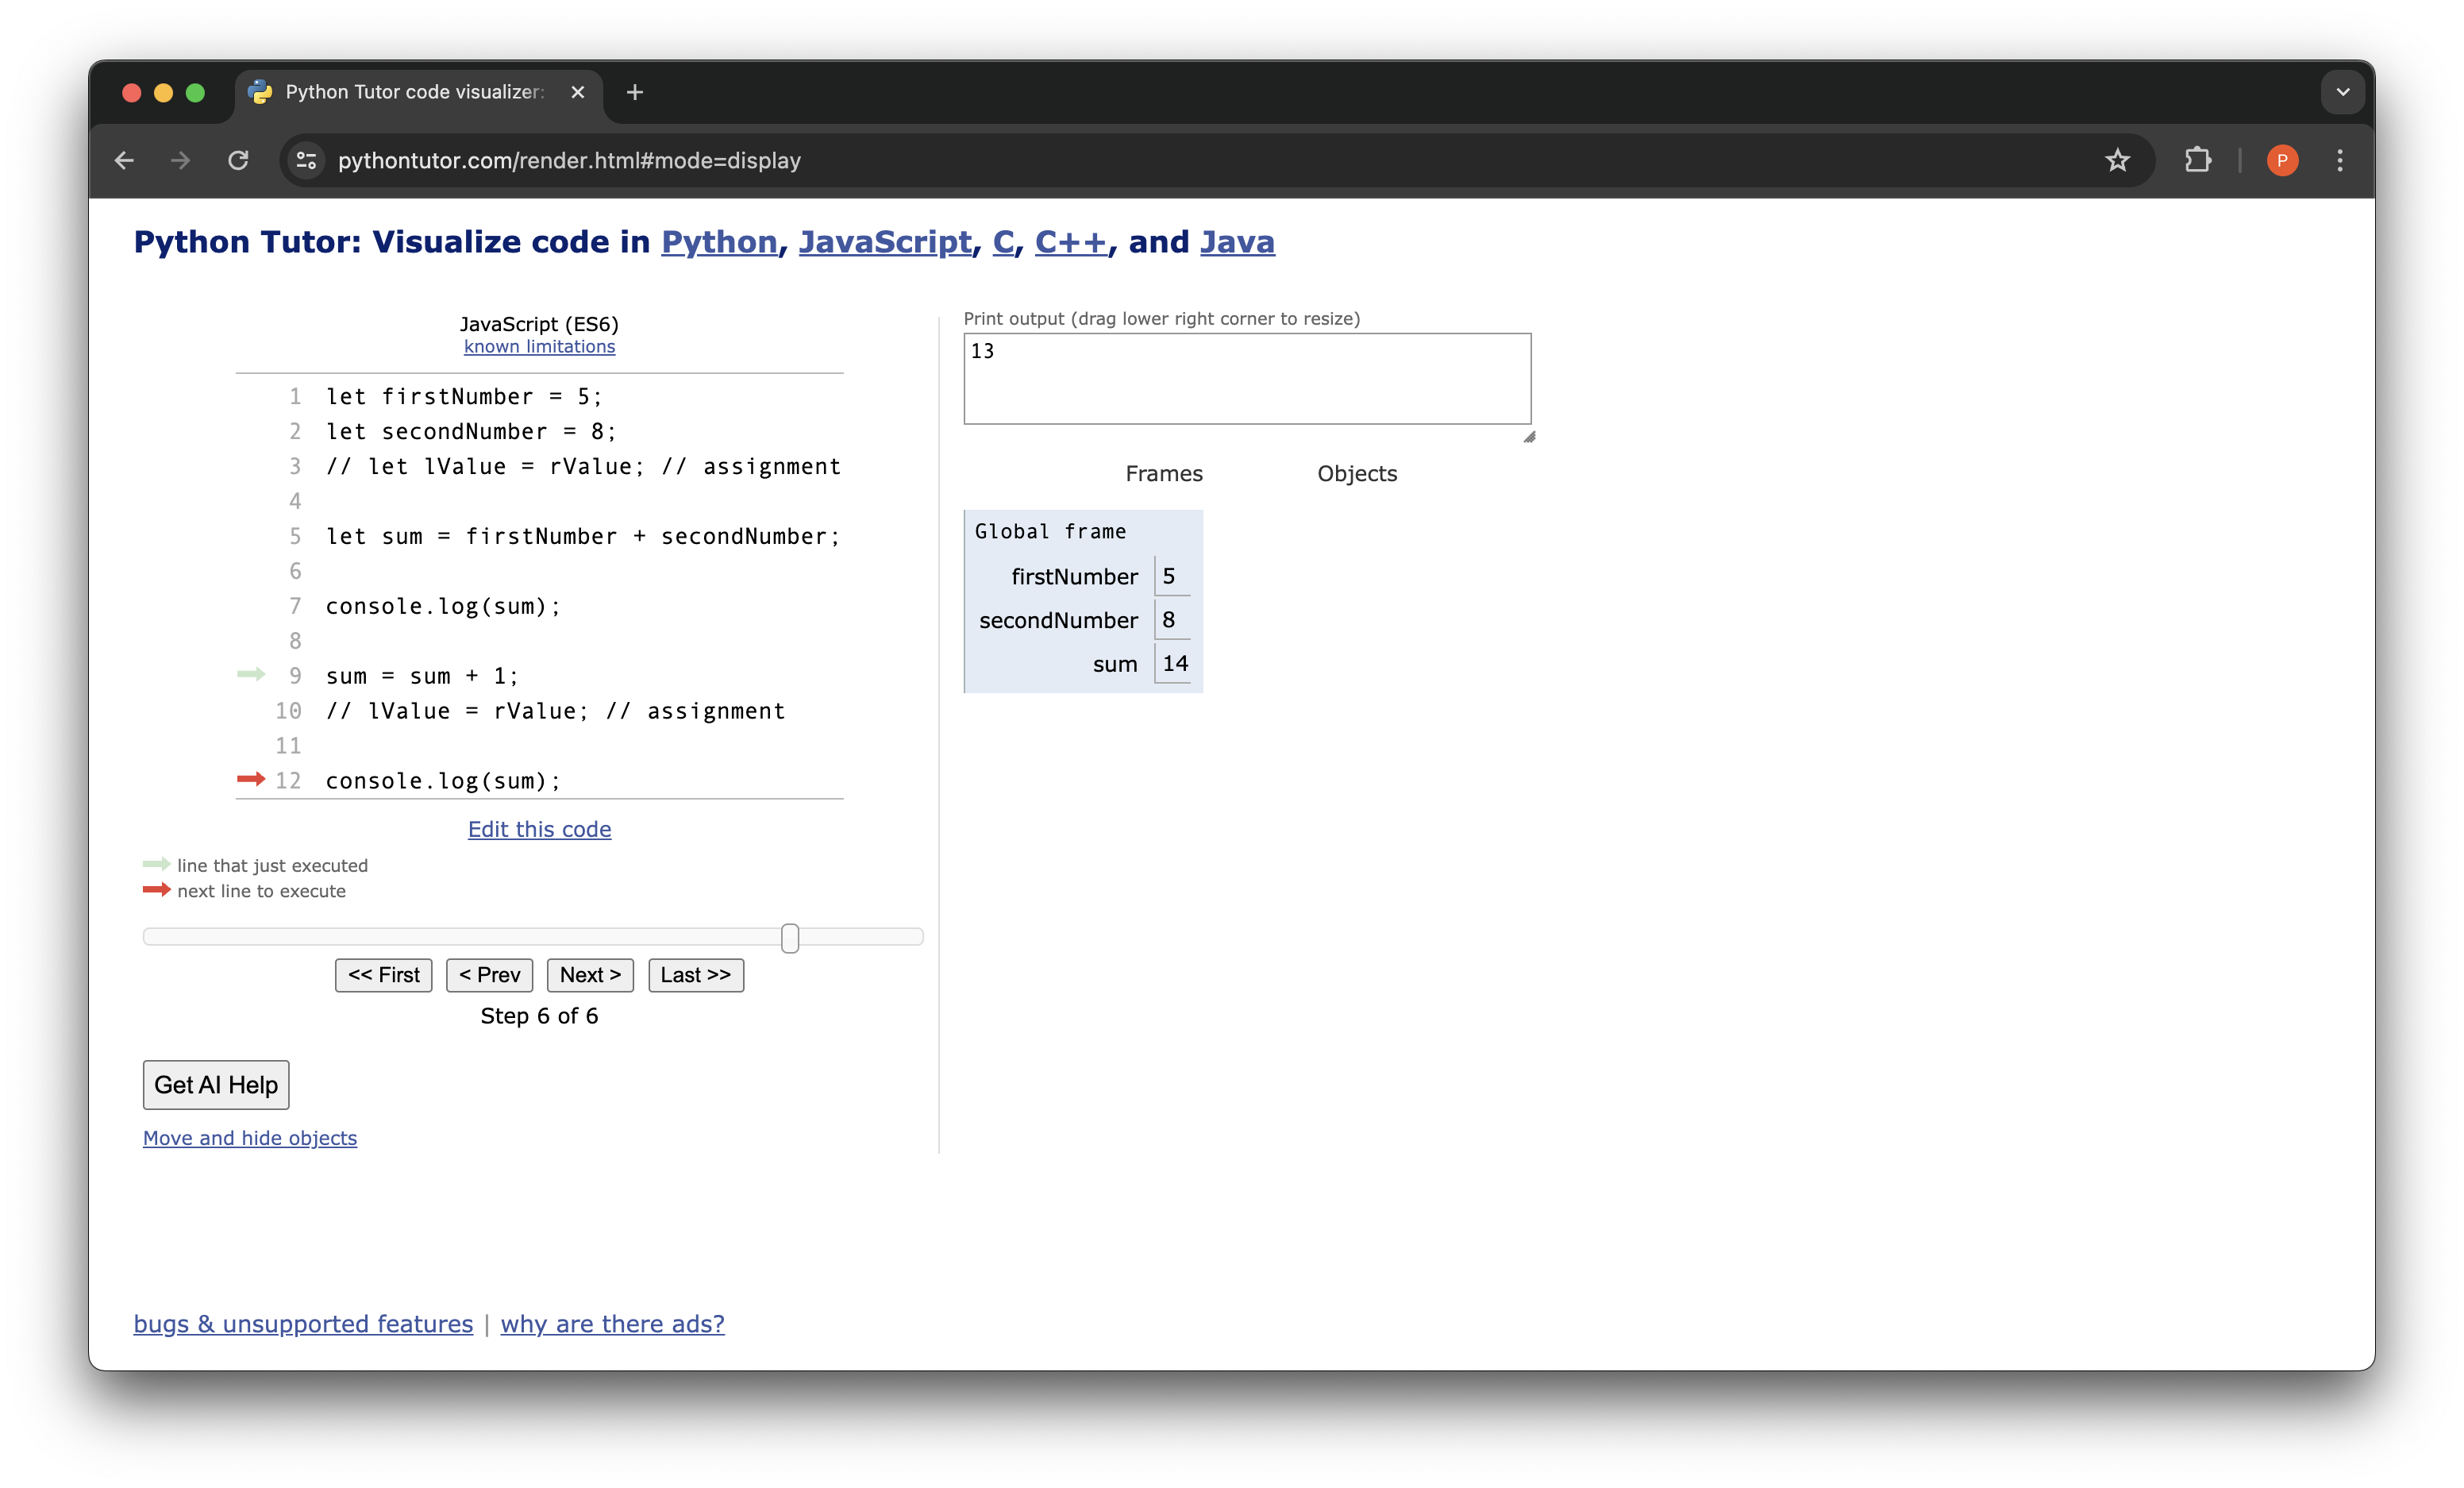 Python Tutor code visualizer:
pythontutor.com/render.html#mode=display
P
Python Tutor: Visualize code in Python, JavaScript, C, C++, and Java
JavaScript (ES6)
known limitations
1 let firstNumber = 5;
2 let secondNumber = 8;
3 // let lValue = rValue; // assignment
4
5 let sum = firstNumber + secondNumber;
6
7 console.log(sum);
8
9 sum = sum + 1;
10 // lValue = rValue; // assignment
11
12 console.log(sum);
Edit this code
line that just executed
next line to execute
<< First < Prev Next > Last >>
Step 6 of 6
Get AI Help
Move and hide objects
Print output (drag lower right corner to resize)
13
Frames Objects
Global frame
firstNumber 5
secondNumber 8
sum 14
bugs & unsupported features | why are there ads?